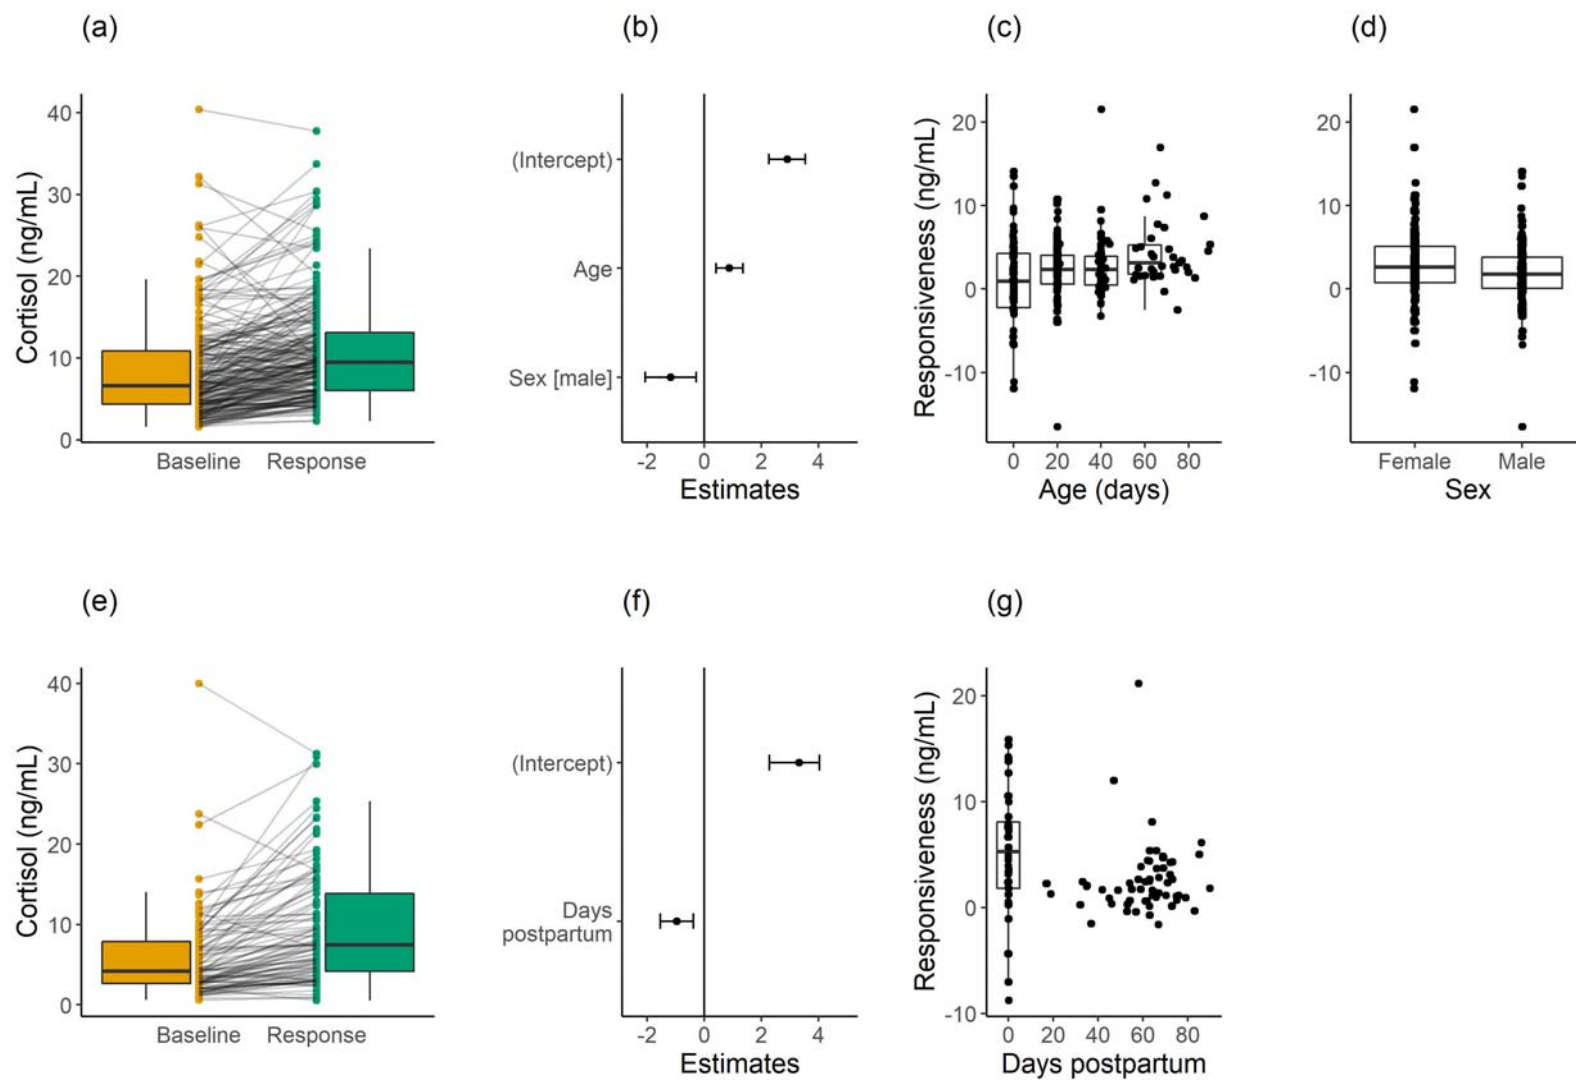 (a)
(b)
(c)
(d)
Cortisol (ng/mL)
40
30
20
10
0
Baseline
Response
(Intercept)
Age
Sex [male]
-2
0
2
4
Estimates
Responsiveness (ng/mL)
20
10
0
-10
0
20
40
60
80
Age (days)
20
10
0
-10
Female
Male
Sex
(e)
(f)
(g)
Cortisol (ng/mL)
40
30
20
10
0
Baseline
Response
(Intercept)
Days
postpartum
-2
0
2
4
Estimates
Responsiveness (ng/mL)
20
10
0
-10
0
20
40
60
80
Days postpartum